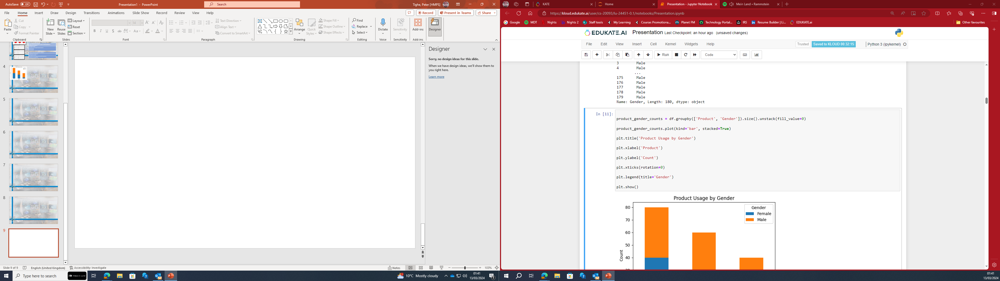 AutoSave Off
Presentation1 - PowerPoint
Search
Tighe, Peter [HMPS]
File Home Insert Draw Design Transitions Animations Slide Show Record Review View Help
Record Present in Teams Share
Paste
Cut
Copy
Format Painter
Clipboard
New Slide
Reuse Slides
Layout
Reset
Section
Slides
14
Font
Paragraph
Text Direction
Align Text
Convert to SmartArt
Arrange
Quick Styles
Shape Fill
Shape Outline
Shape Effects
Drawing
Find
Replace
Select
Editing
Dictate
Voice
Sensitivity
Sensitivity
Add-ins
Add-ins
Designer
4
5
6
7
8
9
Designer
Sorry, no design ideas for this slide.
When we have design ideas, we'll show them to
you right here.
Learn more
Slide 9 of 9 English (United Kingdom) Accessibility: Investigate
Notes 103%
Type here to search
10°C Mostly cloudy
01:41
13/03/2024
KATE
Home
Presentation - Jupyter Notebook
Mein Land • Rammstein
https://kloud.edukate.ai/user/cs-20093/lu-24451-0.1/notebooks/Presentation.ipynb
Google MDT Nights Nights 2 Staff tools My Learning Course: Promotiona... Planet FM Technology Portal... IRS Resume Builder | Li... EDUKATE.ai Other favourites
EDUKATE.AI Presentation Last Checkpoint: an hour ago (unsaved changes)
File Edit View Insert Cell Kernel Widgets Help
Trusted Saved to KLOUD 00:32:15 Python 3 (ipykernel)
Run Code
3 Male
4 Male
...
175 Male
176 Male
177 Male
178 Male
179 Male
Name: Gender, Length: 180, dtype: object
In [11]:
product_gender_counts = df.groupby(['Product', 'Gender']).size().unstack(fill_value=0)
product_gender_counts.plot(kind='bar', stacked=True)
plt.title('Product Usage by Gender')
plt.xlabel('Product')
plt.ylabel('Count')
plt.xticks(rotation=0)
plt.legend(title='Gender')
plt.show()
Product Usage by Gender
Gender
Female
Male
80
70
60
50
40
Count
01:41
13/03/2024